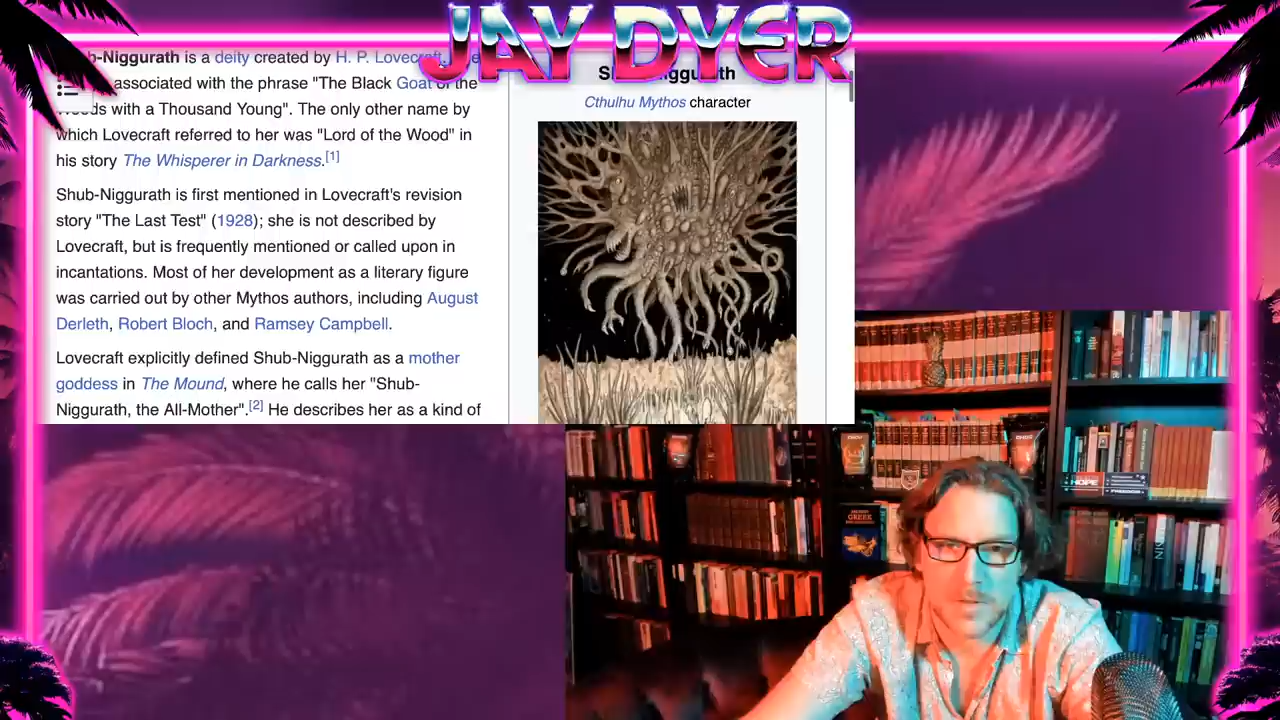 JAY DYER
b-Niggurath is a deity created by H. P. Lovecraft.
associated with the phrase "The Black Goat of the
with a Thousand Young". The only other name by
which Lovecraft referred to her was "Lord of the Wood" in
his story The Whisperer in Darkness.[1]
Shub-Niggurath is first mentioned in Lovecraft's revision
story "The Last Test" (1928); she is not described by
Lovecraft, but is frequently mentioned or called upon in
incantations. Most of her development as a literary figure
was carried out by other Mythos authors, including August
Derleth, Robert Bloch, and Ramsey Campbell.
Lovecraft explicitly defined Shub-Niggurath as a mother
goddess in The Mound, where he calls her "Shub-
Niggurath, the All-Mother".[2] He describes her as a kind of
Cthulhu Mythos character
GREEK
HOPE
FREEDOM